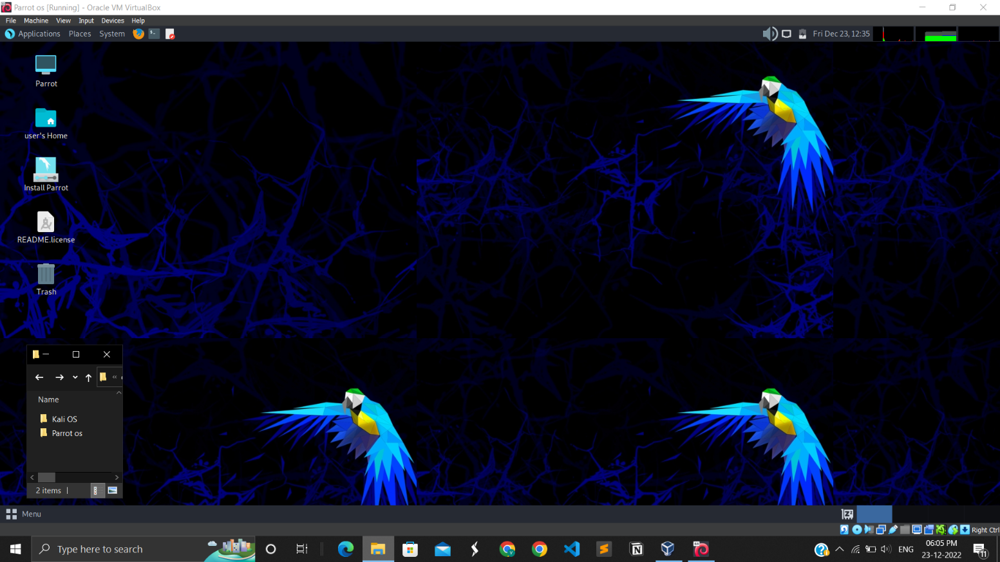 Parrot os [Running] - Oracle VM VirtualBox
File Machine View Input Devices Help
Applications Places System Fri Dec 23, 12:35
Parrot
user's Home
Install Parrot
README.license
Trash
Name
Kali OS
Parrot os
2 items
Menu
Right Ctrl
Type here to search
ENG
06:05 PM
23-12-2022
11